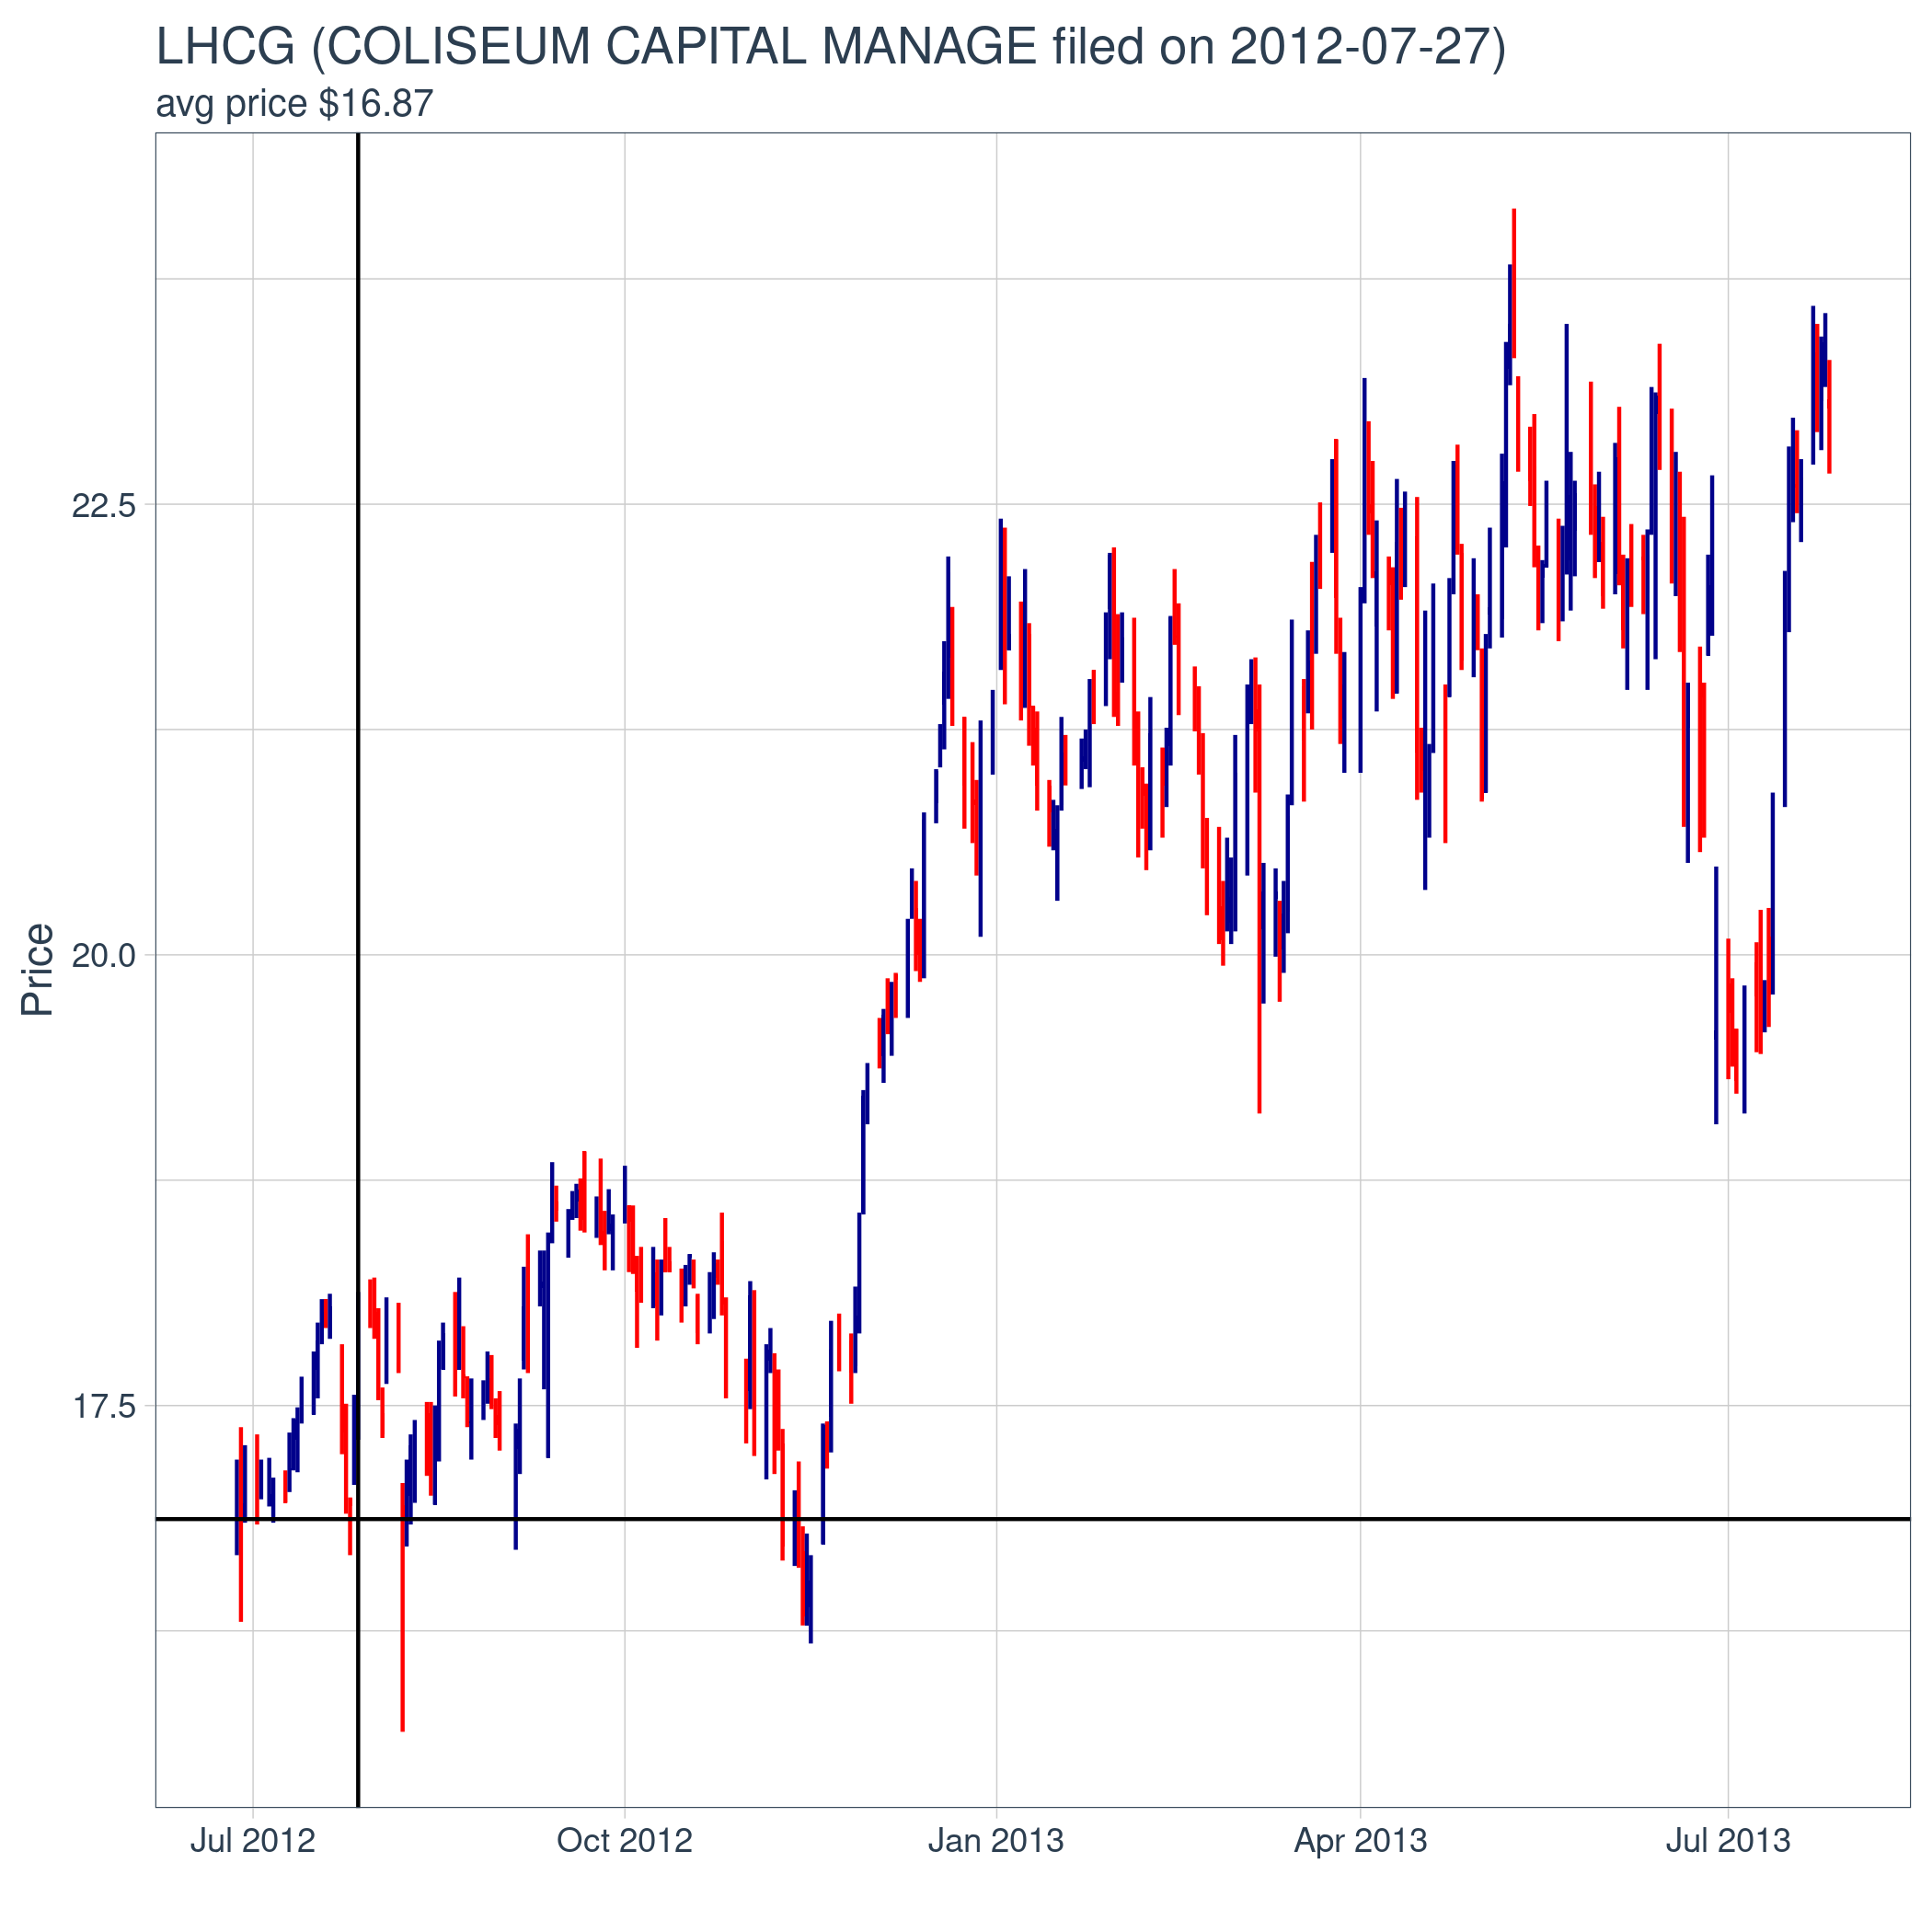 LHCG (COLISEUM CAPITAL MANAGE filed on 2012-07-27)
avg price $16.87
22.5
20.0
17.5
Price
Jul 2012 Oct 2012 Jan 2013 Apr 2013 Jul 2013